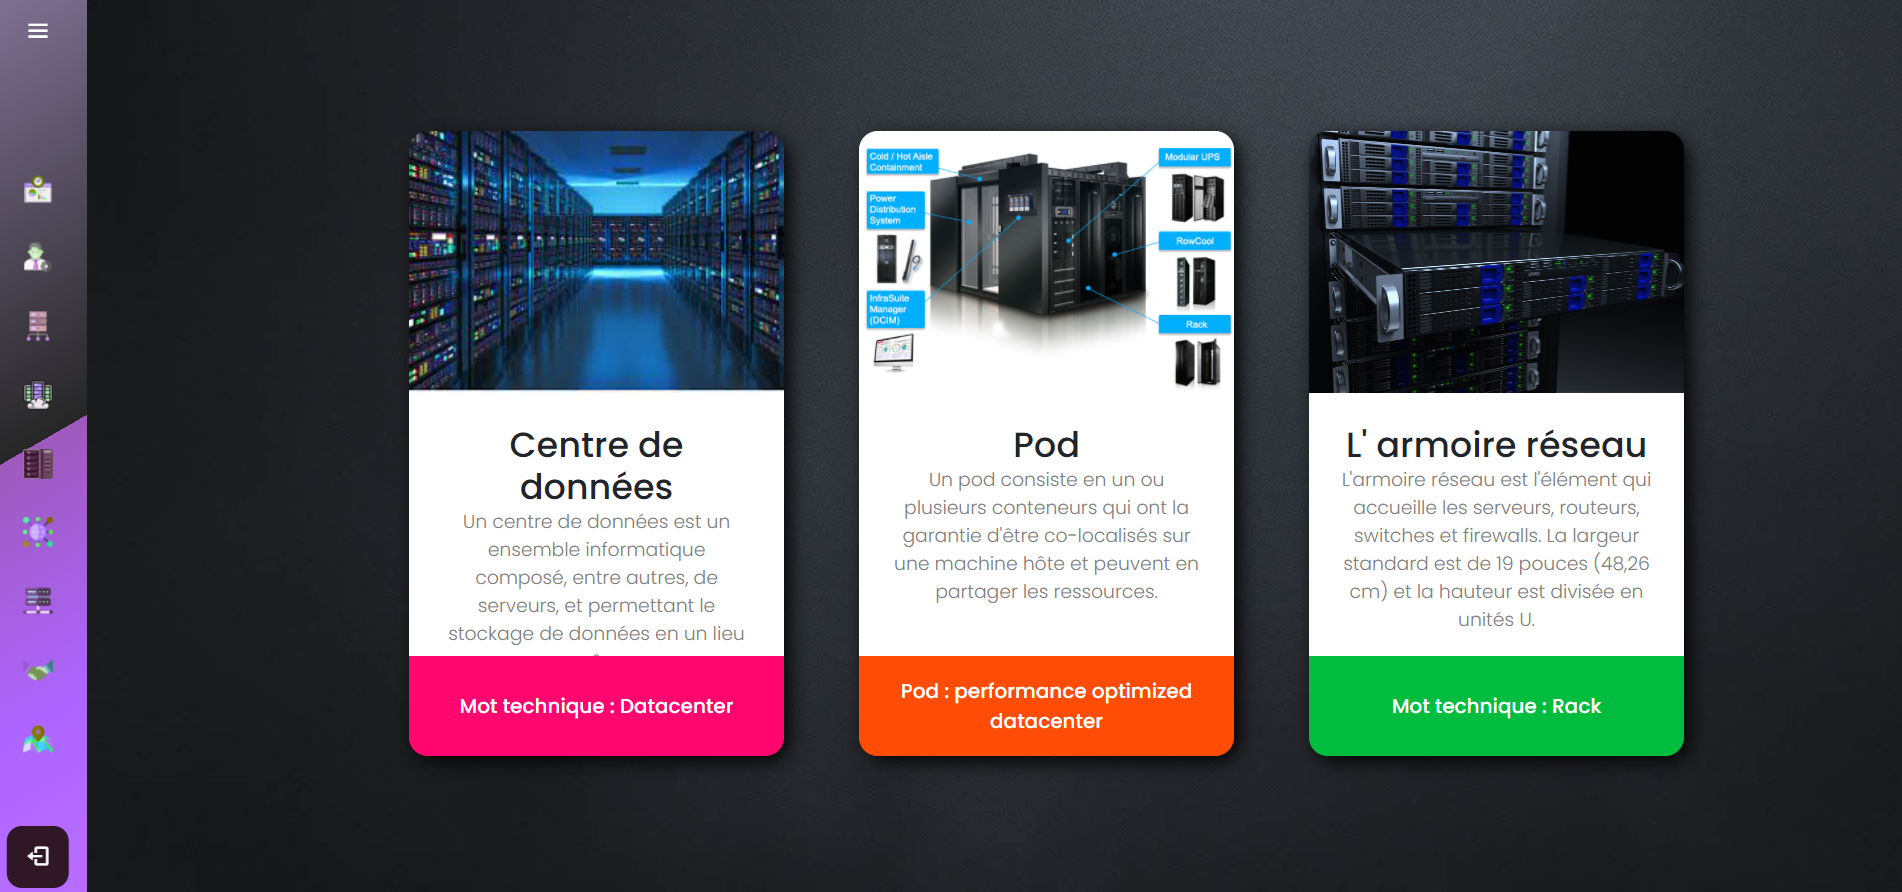 Centre de
données
Un centre de données est un
ensemble informatique
composé, entre autres, de
serveurs, et permettant le
stockage de données en un lieu
Mot technique : Datacenter
Cold / Hot Aisle
Containment
Power
Distribution
System
InfraSuite
Manager
(DCIM)
Modular UPS
RowCool
Rack
Pod
Un pod consiste en un ou
plusieurs conteneurs qui ont la
garantie d'être co-localisés sur
une machine hôte et peuvent en
partager les ressources.
Pod : performance optimized
datacenter
L' armoire réseau
L'armoire réseau est l'élément qui
accueille les serveurs, routeurs,
switches et firewalls. La largeur
standard est de 19 pouces (48,26
cm) et la hauteur est divisée en
unités U.
Mot technique : Rack